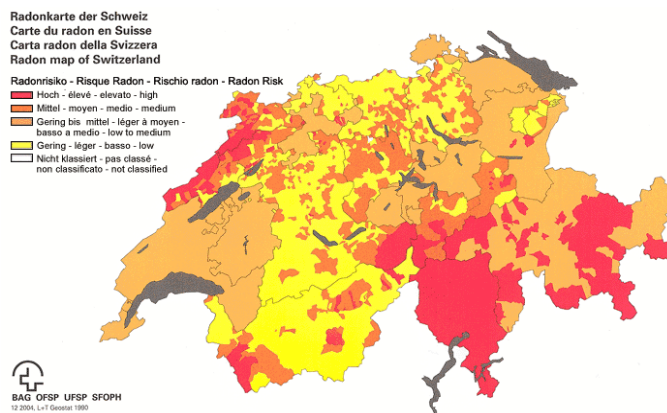 Radonkarte der Schweiz
Carte du radon en Suisse
Carta radon della Svizzera
Radon map of Switzerland
Radonrisiko - Risque Radon - Rischio radon - Radon Risk
Hoch - élevé - elevato - high
Mittel - moyen - medio - medium
Gering bis mittel - léger à moyen -
basso a medio - low to medium
Gering - léger - basso - low
Nicht klassiert - pas classé -
non classificato - not classified
BAG OFSP UFSP SFOPH
12 2004, L+T Geostat 1990